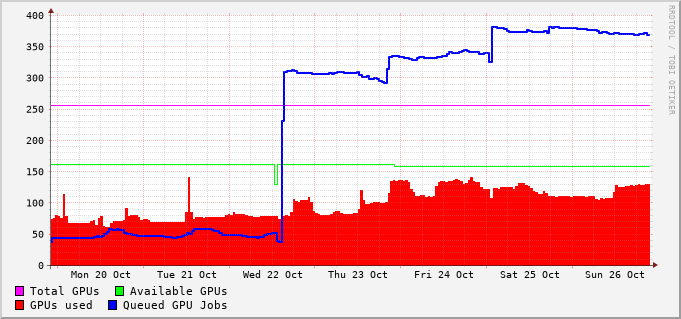 400
350
300
250
200
150
100
50
0
Mon 20 Oct Tue 21 Oct Wed 22 Oct Thu 23 Oct Fri 24 Oct Sat 25 Oct Sun 26 Oct
Total GPUs Available GPUs
GPUs used Queued GPU Jobs
RRDTOOL / TOBI OETIKER